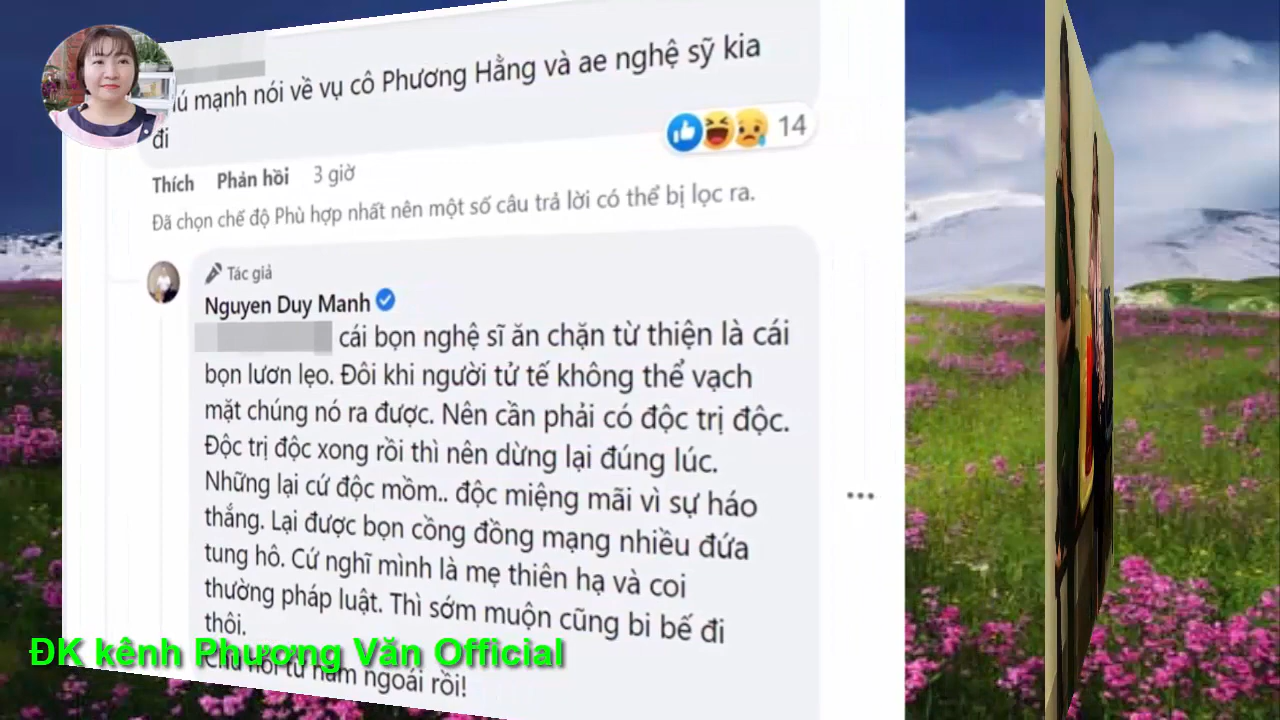 mạnh nói về vụ cô Phương Hằng và ae nghệ sỹ kia
đi
14
Thích Phản hồi 3 giờ
Đã chọn chế độ Phù hợp nhất nên một số câu trả lời có thể bị lọc ra.
Tác giả
Nguyen Duy Manh
cái bọn nghệ sĩ ăn chặn từ thiện là cái
bọn lươn lẹo. Đôi khi người tử tế không thể vạch
mặt chúng nó ra được. Nên cần phải có độc trị độc.
Độc trị độc xong rồi thì nên dừng lại đúng lúc.
Những lại cứ độc mồm.. độc miệng mãi vì sự háo
thắng. Lại được bọn cồng đồng mạng nhiều đứa
tung hô. Cứ nghĩ mình là mẹ thiên hạ và coi
thường pháp luật. Thì sớm muộn cũng bi bế đi
thôi.
ĐK kênh Phương Văn Official
năm ngoái rồi!